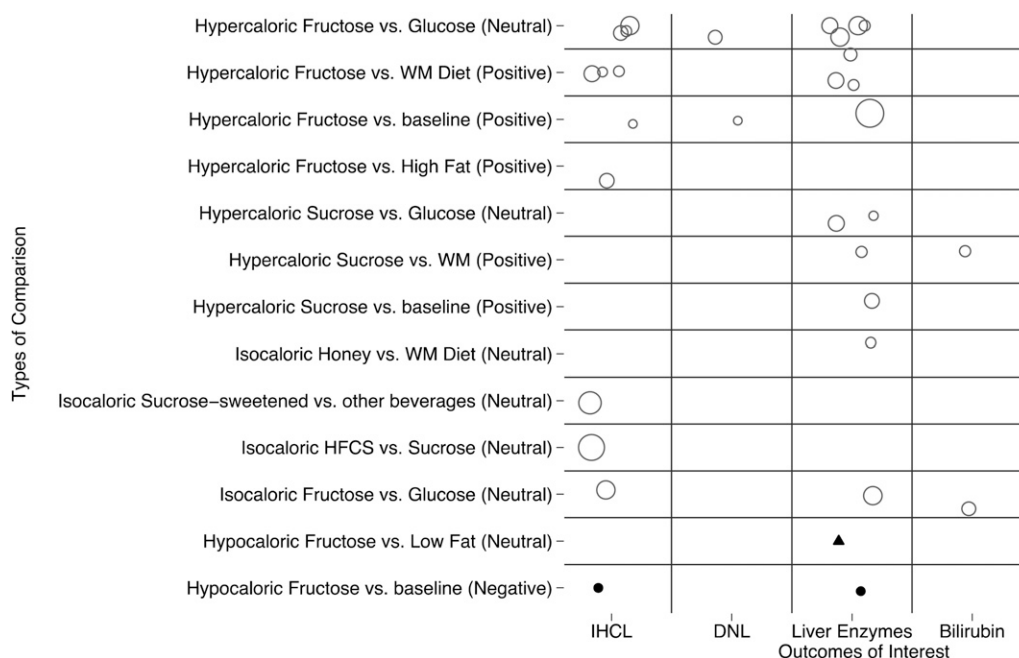 Types of Comparison
Hypercaloric Fructose vs. Glucose (Neutral)
Hypercaloric Fructose vs. WM Diet (Positive)
Hypercaloric Fructose vs. baseline (Positive)
Hypercaloric Fructose vs. High Fat (Positive)
Hypercaloric Sucrose vs. Glucose (Neutral)
Hypercaloric Sucrose vs. WM (Positive)
Hypercaloric Sucrose vs. baseline (Positive)
Isocaloric Honey vs. WM Diet (Neutral)
Isocaloric Sucrose−sweetened vs. other beverages (Neutral)
Isocaloric HFCS vs. Sucrose (Neutral)
Isocaloric Fructose vs. Glucose (Neutral)
Hypocaloric Fructose vs. Low Fat (Neutral)
Hypocaloric Fructose vs. baseline (Negative)
IHCL DNL Liver Enzymes Bilirubin
Outcomes of Interest